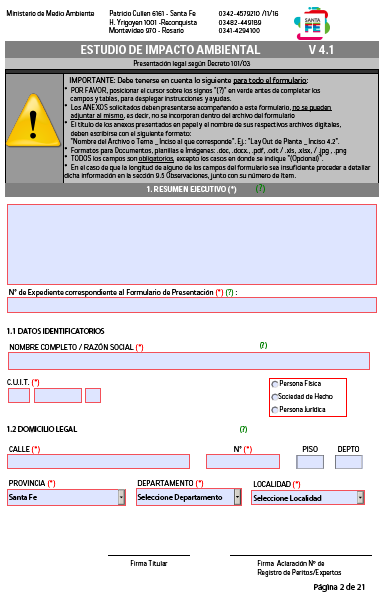 Ministerio de Medio Ambiente
Patricio Cullen 6161 - Santa Fe 0342-4579210 /11/16
H. Yrigoyen 1001 -Reconquista 03482-449189
Montevideo 970 - Rosario 0341-4294100
SANTA FE
ESTUDIO DE IMPACTO AMBIENTAL V 4.1
Presentación legal según Decreto 101/03
IMPORTANTE: Debe tenerse en cuenta lo siguiente para todo el formulario:
* POR FAVOR, posicionar el cursor sobre los signos "(?)" en verde antes de completar los
campos y tablas, para desplegar instrucciones y ayudas.
* Los ANEXOS solicitados deben presentarse acompañando a este formulario, no se pueden
adjuntar al mismo, es decir, no se incorporan dentro del archivo del formulario
* El título de los anexos presentados en papel y el nombre de sus respectivos archivos digitales,
deben escribirse con el siguiente formato:
"Nombre del Archivo o Tema _ Inciso al que corresponde". Ej.: "Lay Out de Planta _ Inciso 4.2".
* Formatos para Documentos, planillas e Imágenes: .doc, .docx., .pdf, .odt / .xls, .xlsx, / .jpg , .png
* TODOS los campos son obligatorios, excepto los casos en donde se indique "(Opcional)".
* En el caso de que la longitud de alguno de los campos del formulario sea insuficiente proceder a detallar
dicha información en la sección 9.5 Observaciones, junto con su número de ítem.
1. RESUMEN EJECUTIVO (*) (?)
N° de Expediente correspondiente al Formulario de Presentación (*) (?) :
1.1 DATOS IDENTIFICATORIOS
NOMBRE COMPLETO / RAZÓN SOCIAL (*) (?)
C.U.I.T. (*)
Persona Física
Sociedad de Hecho
Persona Jurídica
1.2 DOMICILIO LEGAL (?)
CALLE (*) N° (*) PISO DEPTO
PROVINCIA (*) DEPARTAMENTO (*) LOCALIDAD (*)
Santa Fe Seleccione Departamento Seleccione Localidad
Firma Titular
Firma Aclaración N° de
Registro de Peritos/Expertos
Página 2 de 21